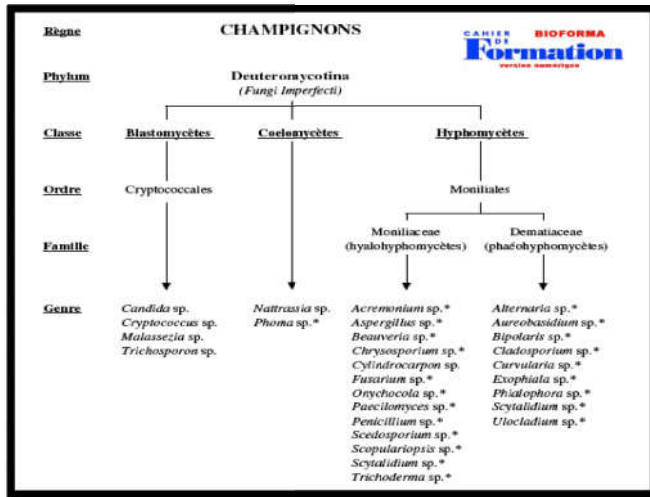 Règne CHAMPIGNONS
CAHIER DE BIOFORMA
Formation
version numérique
Phylum Deuteromycotina
(Fungi Imperfecti)
Classe Blastomycètes Coelomycètes Hyphomycètes
Ordre Cryptococcales Moniliales
Famille Moniliaceae Dematiaceae
(hyalohyphomycètes) (phaéohyphomycètes)
Genre Candida sp. Nattrassia sp. Acremonium sp.* Alternaria sp.*
Cryptococcus sp. Phoma sp.* Aspergillus sp.* Aureobasidium sp.*
Malassezia sp. Beauveria sp.* Bipolaris sp.*
Trichosporon sp. Chrysosporium sp.* Cladosporium sp.*
Cylindrocarpon sp. Curvularia sp.*
Fusarium sp.* Exophiala sp.*
Onychocola sp.* Phialophora sp.*
Paecilomyces sp.* Scytalidium sp.*
Penicillium sp.* Ulocladium sp.*
Scedosporium sp.*
Scopulariopsis sp.*
Scytalidium sp.*
Trichoderma sp.*